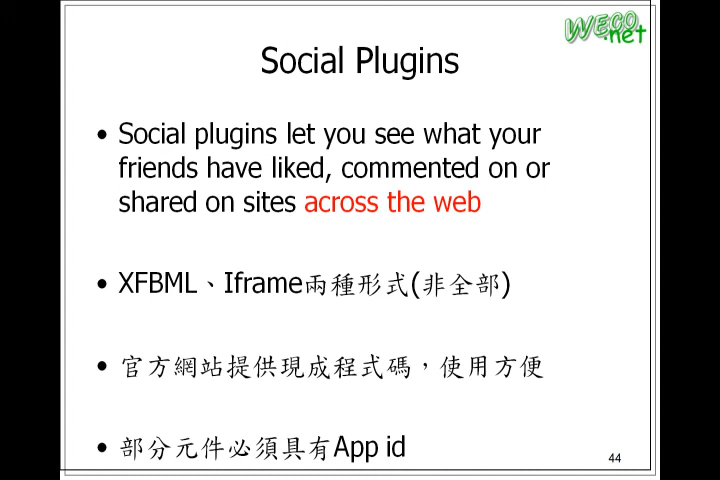 WECO.net
Social Plugins
• Social plugins let you see what your
friends have liked, commented on or
shared on sites across the web
• XFBML、Iframe兩種形式(非全部)
• 官方網站提供現成程式碼，使用方便
• 部分元件必須具有App id
44